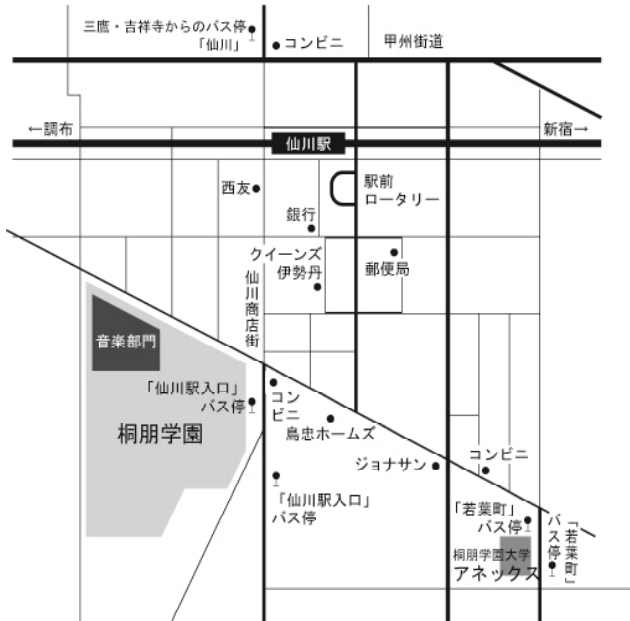 三鷹・吉祥寺からのバス停
「仙川」
コンビニ
甲州街道
←調布
新宿→
仙川駅
西友
駅前
ロータリー
銀行
クイーンズ
伊勢丹
郵便局
仙川商店街
音楽部門
「仙川駅入口」
バス停
コン
ビニ
桐朋学園
鳥忠ホームズ
ジョナサン
コンビニ
「仙川駅入口」
バス停
「若葉町」
バス停
「若葉町」
バス停
桐朋学園大学
アネックス